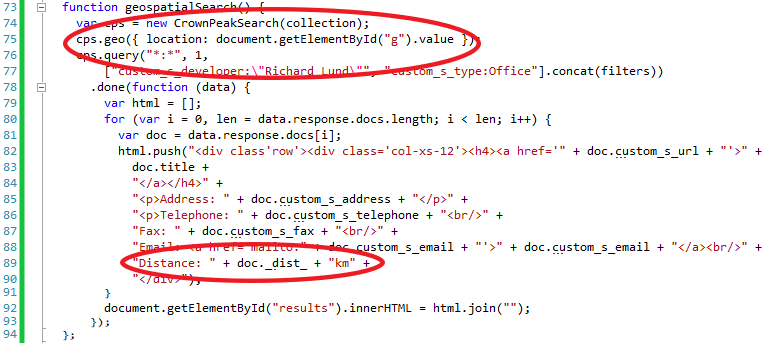 73 function geospatialSearch() {
74 var cps = new CrownPeakSearch(collection);
75 cps.geo({ location: document.getElementById("g").value });
76 cps.query("*:*", 1,
77 ["custom_s_developer:\"Richard Lund\"", "custom_s_type:Office"].concat(filters))
78 .done(function (data) {
79 var html = [];
80 for (var i = 0, len = data.response.docs.length; i < len; i++) {
81 var doc = data.response.docs[i];
82 html.push("<div class'row'><div class='col-xs-12'><h4><a href='" + doc.custom_s_url + "'>" +
83 doc.title +
84 "</a></h4>" +
85 "<p>Address: " + doc.custom_s_address + "</p>" +
86 "<p>Telephone: " + doc.custom_s_telephone + "<br/>" +
87 "Fax: " + doc.custom_s_fax + "<br/>" +
88 "Email: <a href='mailto:" + doc.custom_s_email + "'>" + doc.custom_s_email + "</a><br/>" +
89 "Distance: " + doc._dist_ + "km" +
90 "</div>");
91 }
92 document.getElementById("results").innerHTML = html.join("");
93 });
94 };